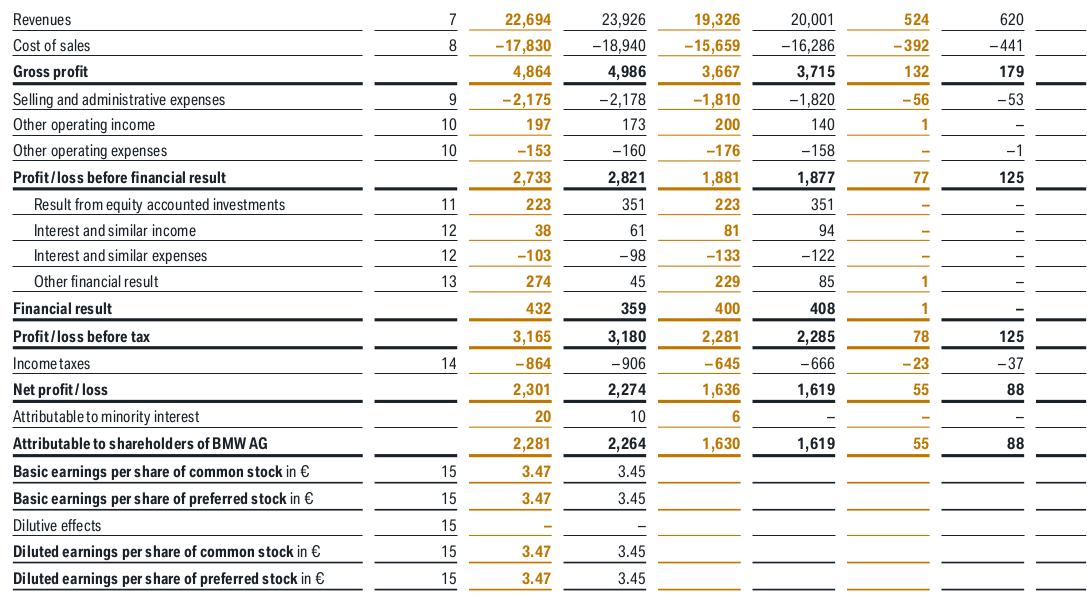 Revenues 7 22,694 23,926 19,326 20,001 524 620
Cost of sales 8 –17,830 –18,940 –15,659 –16,286 –392 –441
Gross profit 4,864 4,986 3,667 3,715 132 179
Selling and administrative expenses 9 –2,175 –2,178 –1,810 –1,820 –56 –53
Other operating income 10 197 173 200 140 1 –
Other operating expenses 10 –153 –160 –176 –158 – –1
Profit / loss before financial result 2,733 2,821 1,881 1,877 77 125
Result from equity accounted investments 11 223 351 223 351 – –
Interest and similar income 12 38 61 81 94 – –
Interest and similar expenses 12 –103 –98 –133 –122 – –
Other financial result 13 274 45 229 85 1 –
Financial result 432 359 400 408 1 –
Profit / loss before tax 3,165 3,180 2,281 2,285 78 125
Income taxes 14 –864 –906 –645 –666 –23 –37
Net profit / loss 2,301 2,274 1,636 1,619 55 88
Attributable to minority interest 20 10 6 – – –
Attributable to shareholders of BMW AG 2,281 2,264 1,630 1,619 55 88
Basic earnings per share of common stock in € 15 3.47 3.45
Basic earnings per share of preferred stock in € 15 3.47 3.45
Dilutive effects 15 – –
Diluted earnings per share of common stock in € 15 3.47 3.45
Diluted earnings per share of preferred stock in € 15 3.47 3.45